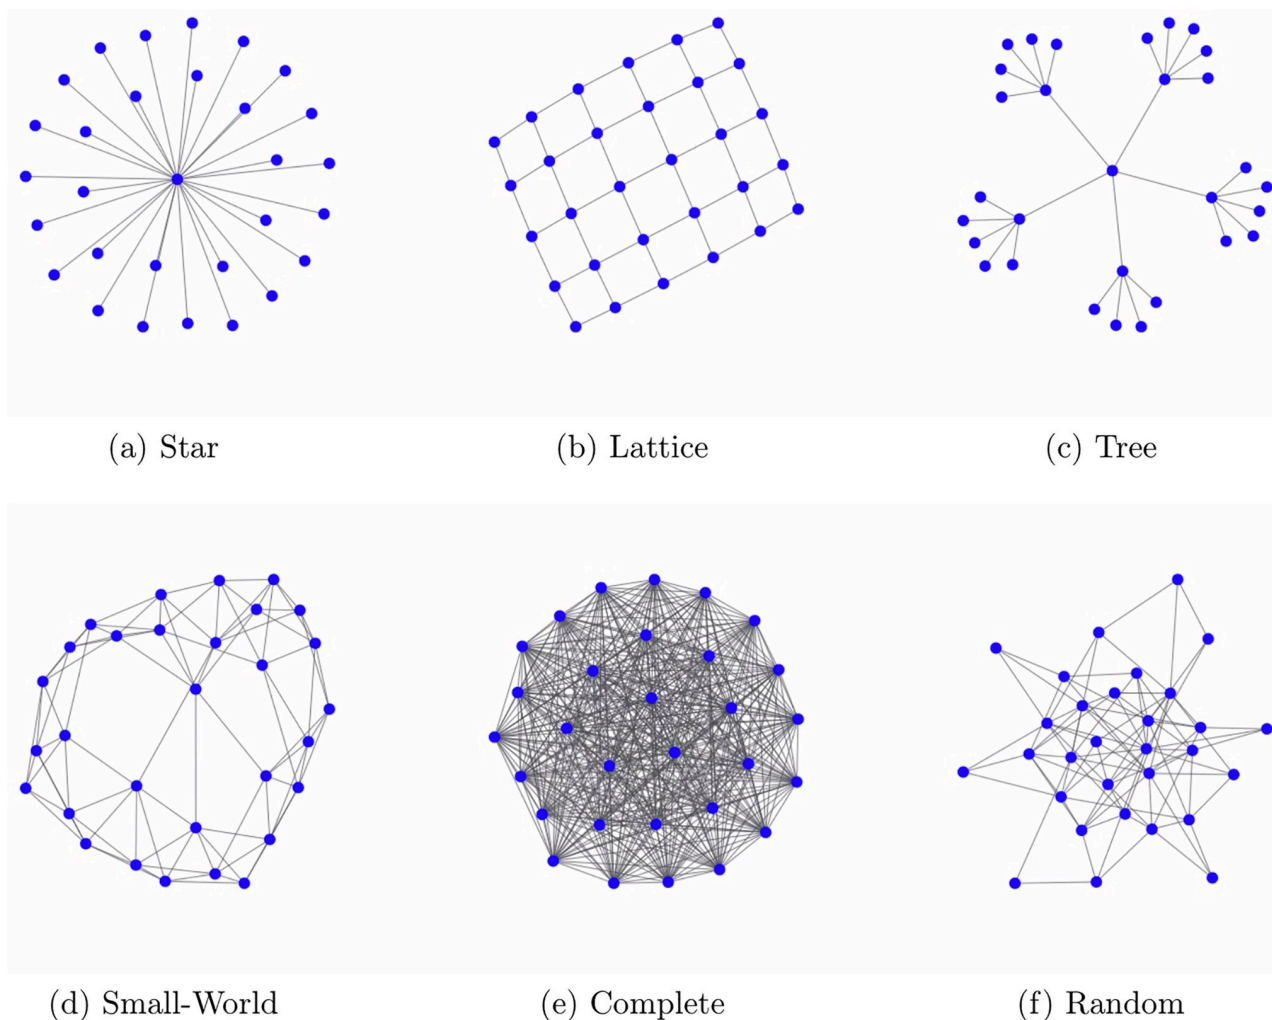 (a) Star
(b) Lattice
(c) Tree
(d) Small-World
(e) Complete
(f) Random